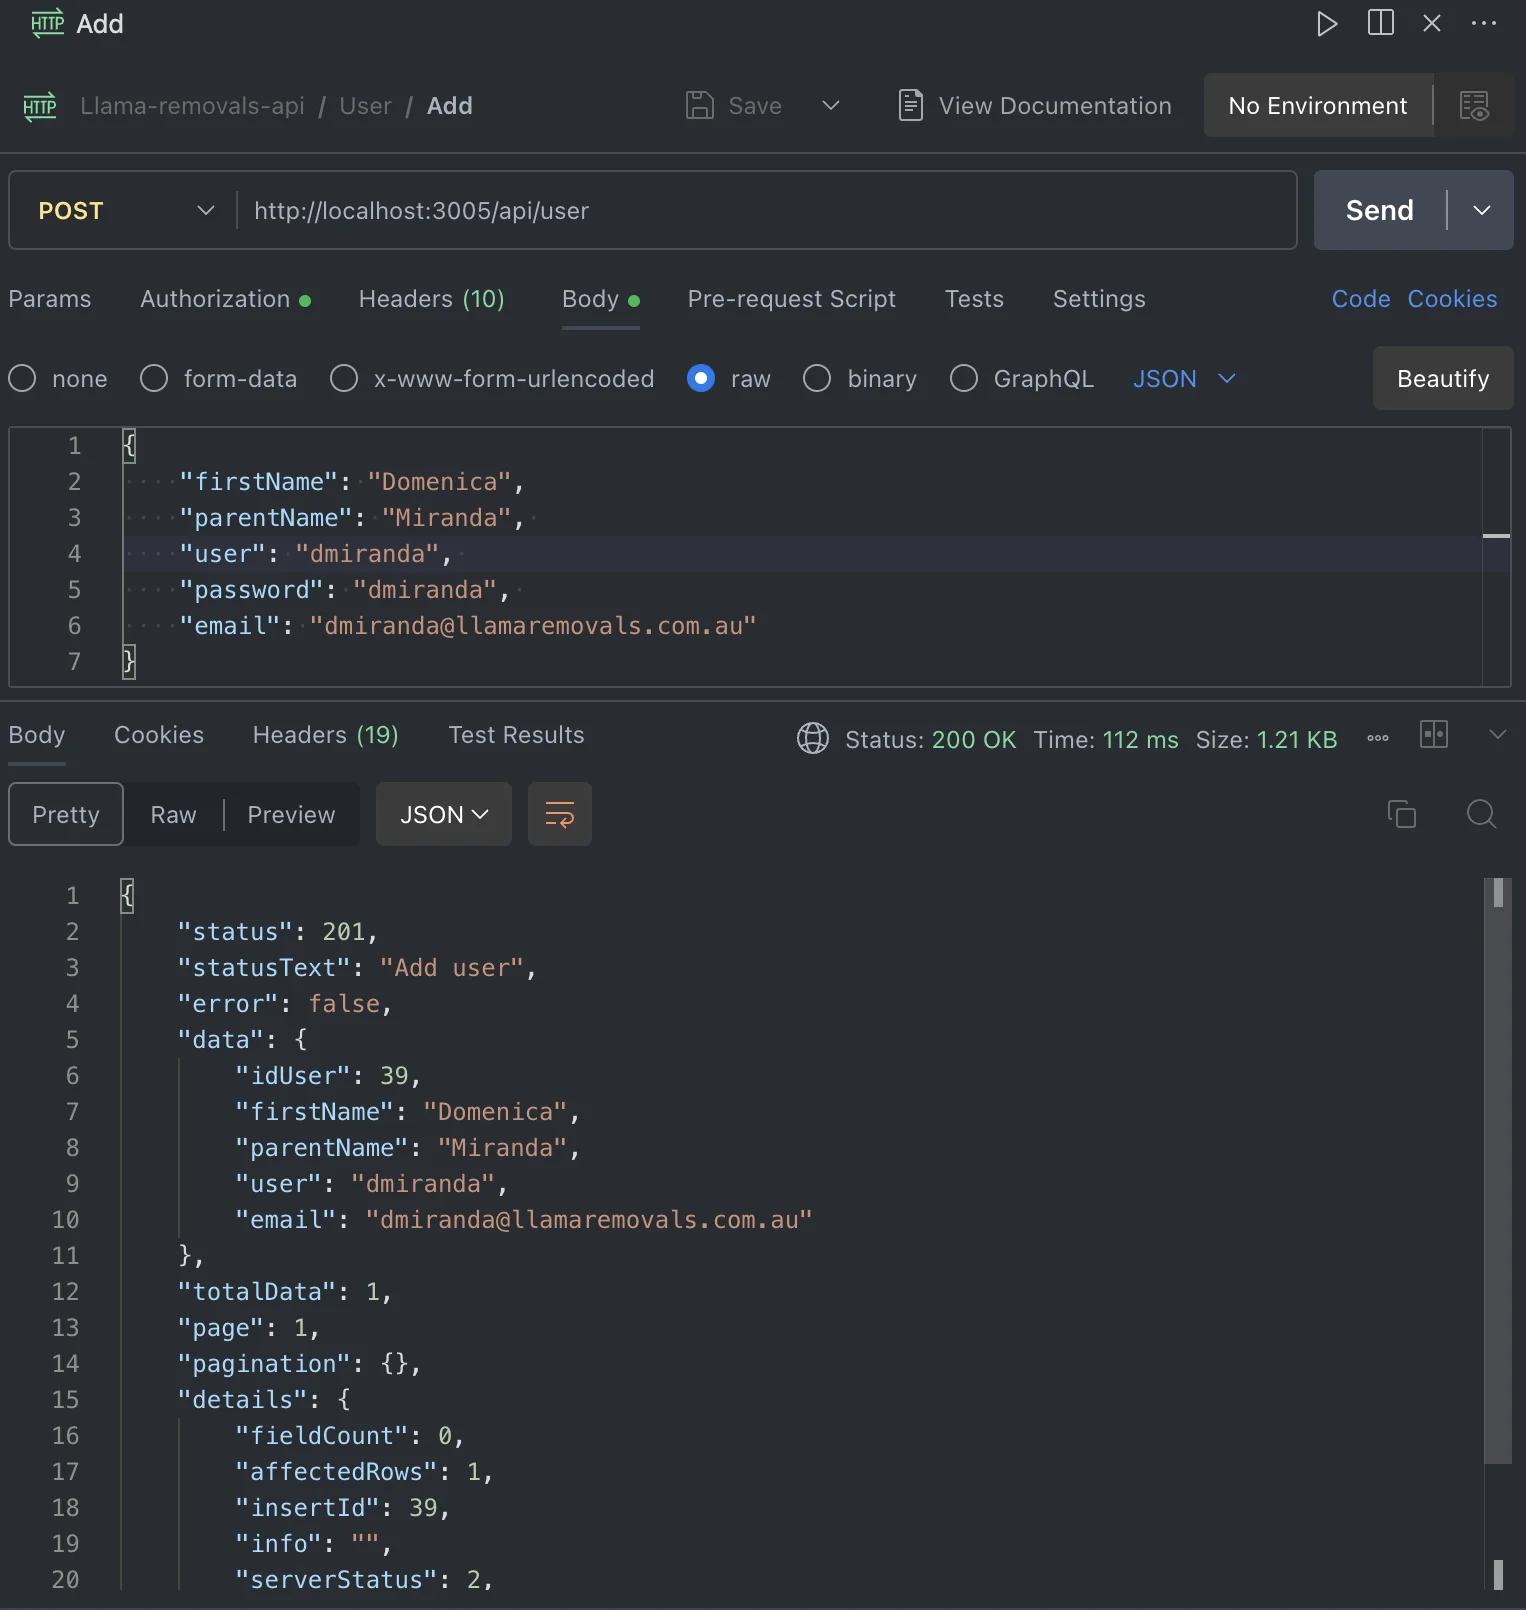 HTTP Add
HTTP Llama-removals-api / User / Add Save View Documentation No Environment
POST http://localhost:3005/api/user Send
Params Authorization Headers (10) Body Pre-request Script Tests Settings Code Cookies
none form-data x-www-form-urlencoded raw binary GraphQL JSON Beautify
1 {
2 "firstName": "Domenica",
3 "parentName": "Miranda",
4 "user": "dmiranda",
5 "password": "dmiranda",
6 "email": "dmiranda@llamaremovals.com.au"
7 }
Body Cookies Headers (19) Test Results Status: 200 OK Time: 112 ms Size: 1.21 KB
Pretty Raw Preview JSON
1 {
2 "status": 201,
3 "statusText": "Add user",
4 "error": false,
5 "data": {
6 "idUser": 39,
7 "firstName": "Domenica",
8 "parentName": "Miranda",
9 "user": "dmiranda",
10 "email": "dmiranda@llamaremovals.com.au"
11 },
12 "totalData": 1,
13 "page": 1,
14 "pagination": {},
15 "details": {
16 "fieldCount": 0,
17 "affectedRows": 1,
18 "insertId": 39,
19 "info": "",
20 "serverStatus": 2,